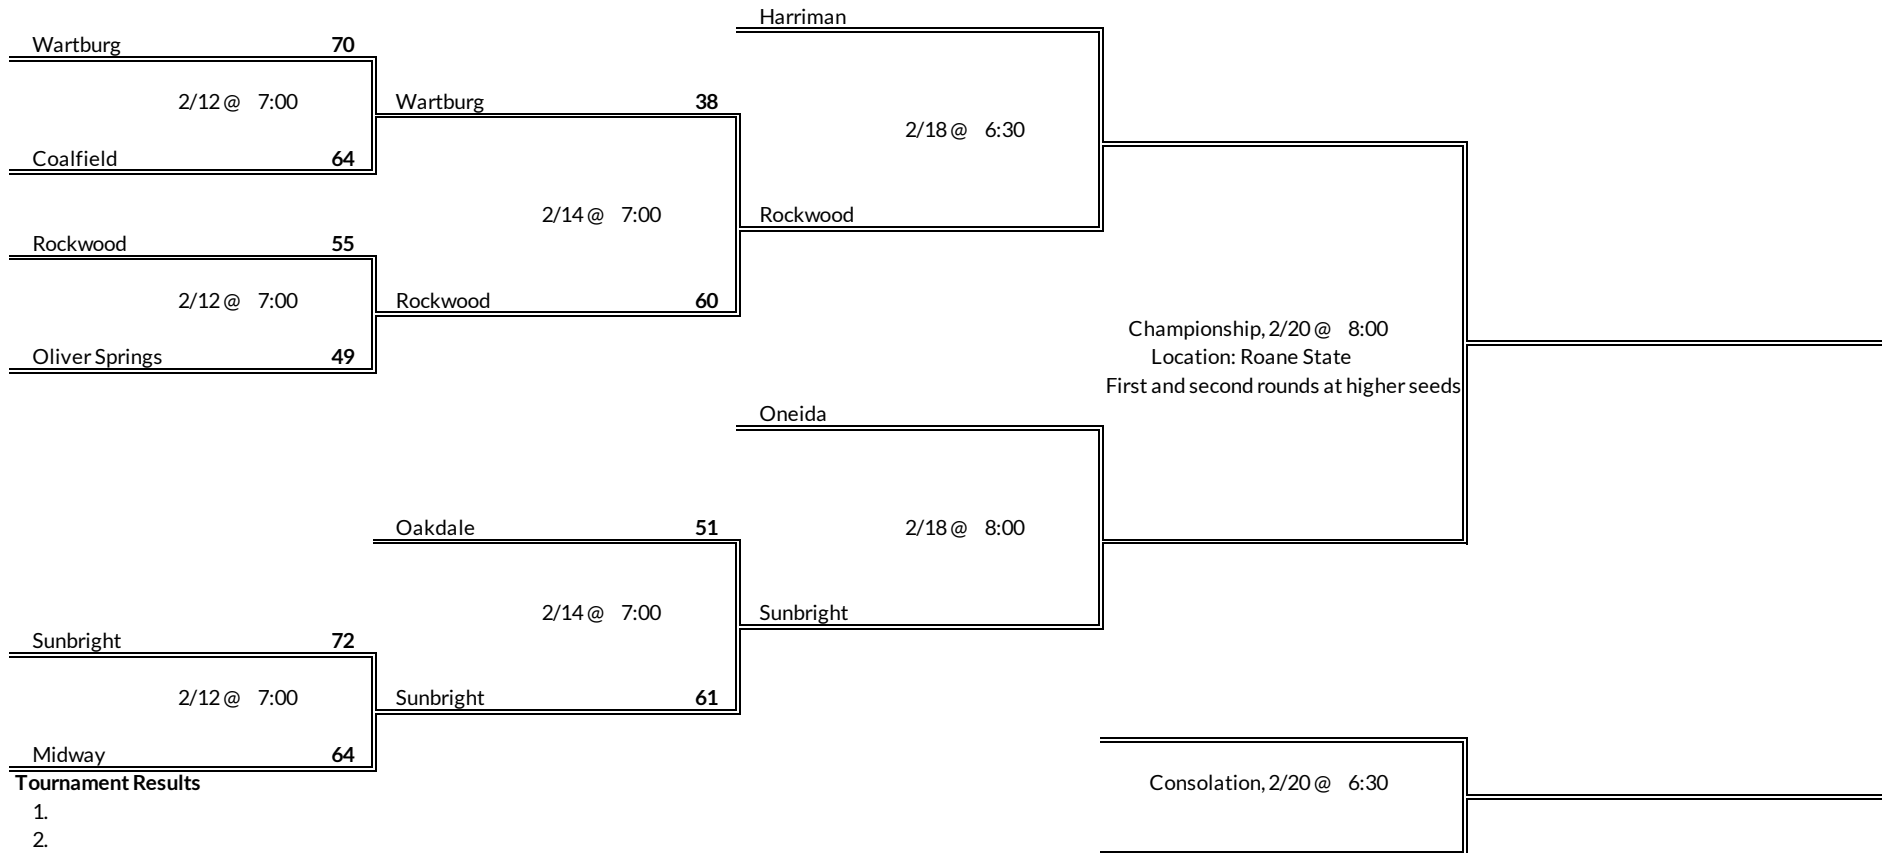 Harriman
Wartburg 70
2/12 @ 7:00 Wartburg 38
2/18 @ 6:30
Coalfield 64
2/14 @ 7:00 Rockwood
Rockwood 55
2/12 @ 7:00 Rockwood 60
Championship, 2/20 @ 8:00
Oliver Springs 49 Location: Roane State
First and second rounds at higher seeds
Oneida
Oakdale 51 2/18 @ 8:00
2/14 @ 7:00 Sunbright
Sunbright 72
2/12 @ 7:00 Sunbright 61
Midway 64
Tournament Results Consolation, 2/20 @ 6:30
1.
2.